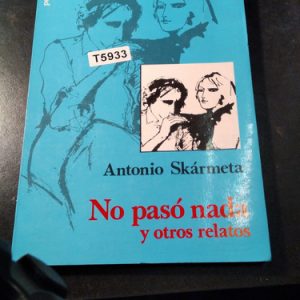 T5933
Antonio Skármeta
No pasó nada
y otros relatos